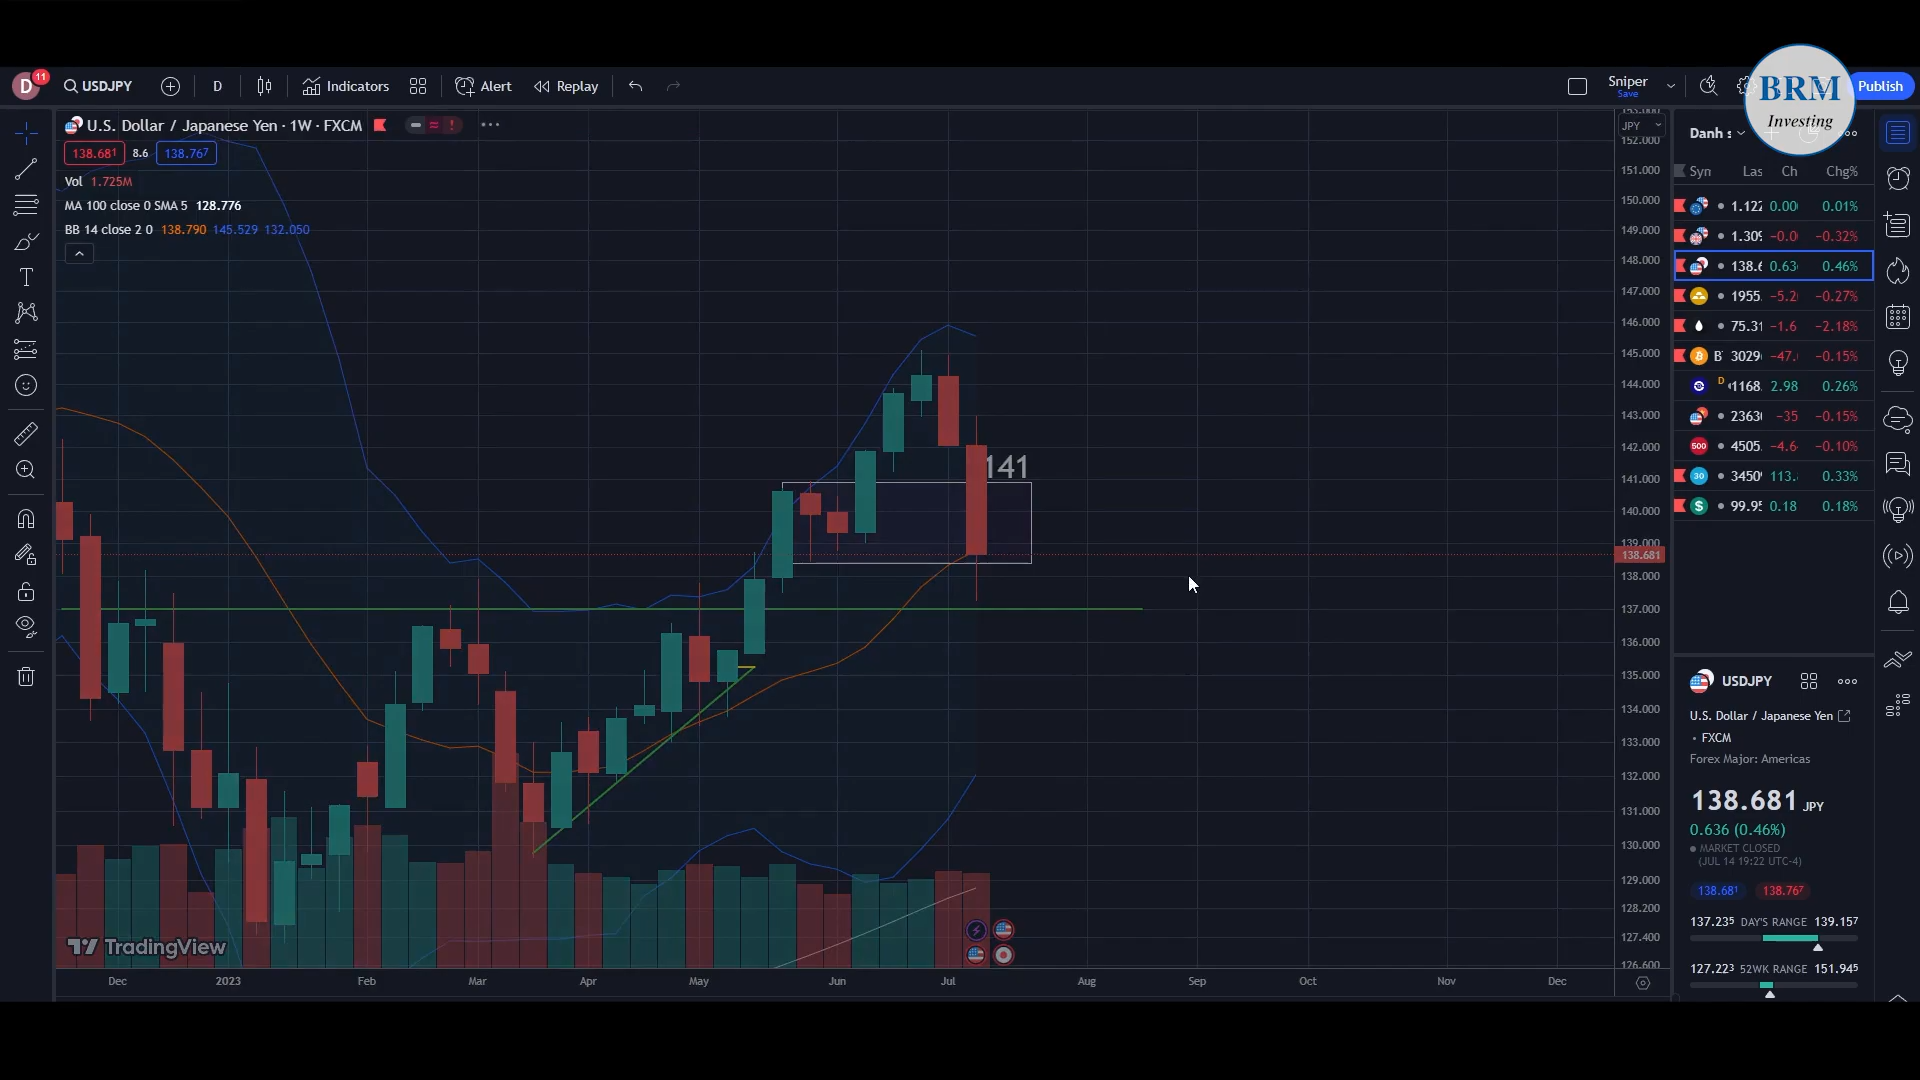 D 11 USDJPY D Indicators Alert Replay Sniper Save Publish
BRM
Investing
U.S. Dollar / Japanese Yen · 1W · FXCM
138.681 8.6 138.767
Vol 1.725M
MA 100 close 0 SMA 5 128.776
BB 14 close 2 0 138.790 145.529 132.050
141
JPY
152.000
151.000
150.000
149.000
148.000
147.000
146.000
145.000
144.000
143.000
142.000
141.000
140.000
139.000
138.681
138.000
137.000
136.000
135.000
134.000
133.000
132.000
131.000
130.000
129.000
128.200
127.400
126.600
TradingView
Dec 2023 Feb Mar Apr May Jun Jul Aug Sep Oct Nov Dec
Danh s
Syn Las Ch Chg%
1.122 0.00 0.01%
1.309 -0.0 -0.32%
138.6 0.63 0.46%
1955. -5.2 -0.27%
75.31 -1.6 -2.18%
B 3029 -47. -0.15%
D 1168. 2.98 0.26%
2363 -35 -0.15%
500 4505. -4.6 -0.10%
30 3450 113. 0.33%
$ 99.95 0.18 0.18%
USDJPY
U.S. Dollar / Japanese Yen
• FXCM
Forex Major: Americas
138.681 JPY
0.636 (0.46%)
MARKET CLOSED
(JUL 14 19:22 UTC-4)
138.681 138.767
137.235 DAY'S RANGE 139.157
127.223 52WK RANGE 151.945